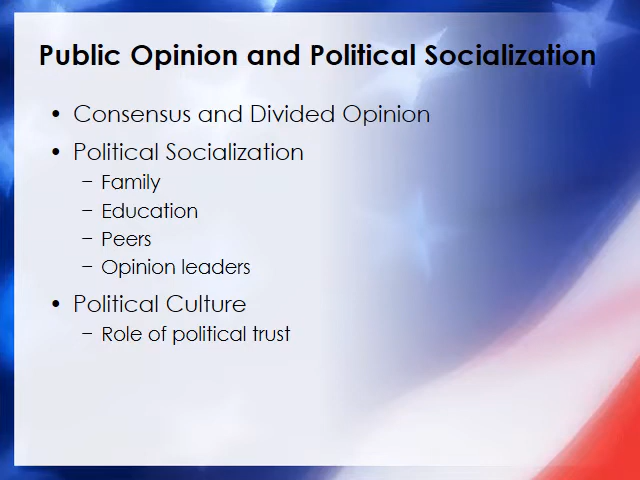 Public Opinion and Political Socialization
• Consensus and Divided Opinion
• Political Socialization
– Family
– Education
– Peers
– Opinion leaders
• Political Culture
– Role of political trust